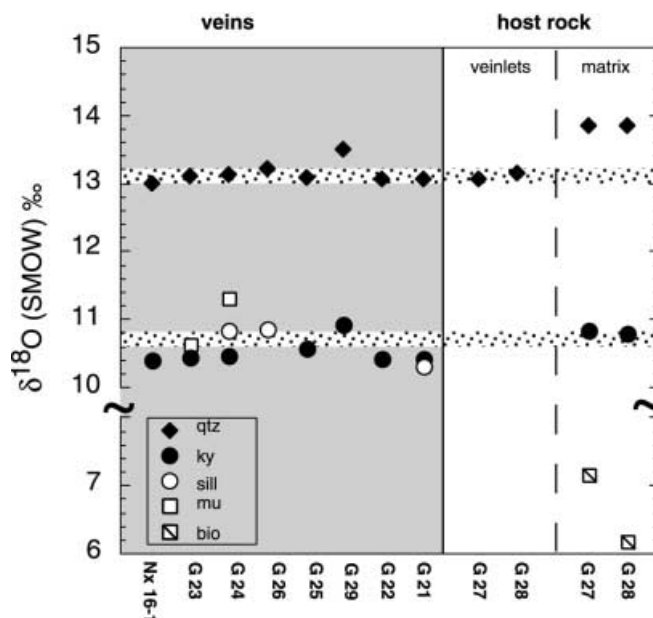 veins
host rock
veinlets
matrix
δ18O (SMOW) ‰
15
14
13
12
11
10
7
6
qtz
ky
sill
mu
bio
Nx 16-1
G 23
G 24
G 26
G 25
G 29
G 22
G 21
G 27
G 28
G 27
G 28